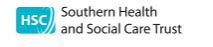 HSC Southern Health
and Social Care Trust